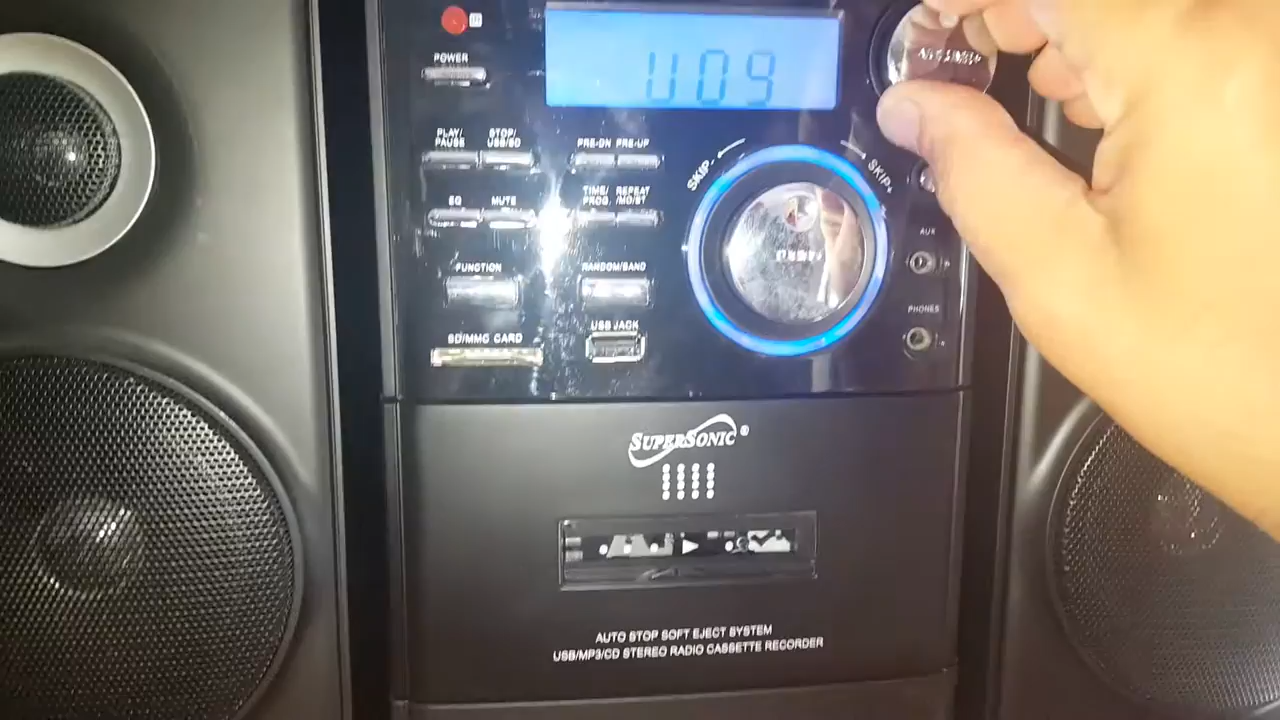 U09
POWER
PLAY/
PAUSE
STOP/
USB/SD
PRE-DN PRE-UP
SKIP-
SKIP+
EQ
MUTE
TIME/
PROG.
REPEAT
/MO/ST
AUX
FUNCTION
RANDOM/BAND
PHONES
SD/MMC CARD
USB JACK
SUPERSONIC®
AUTO STOP SOFT EJECT SYSTEM
USB/MP3/CD STEREO RADIO CASSETTE RECORDER